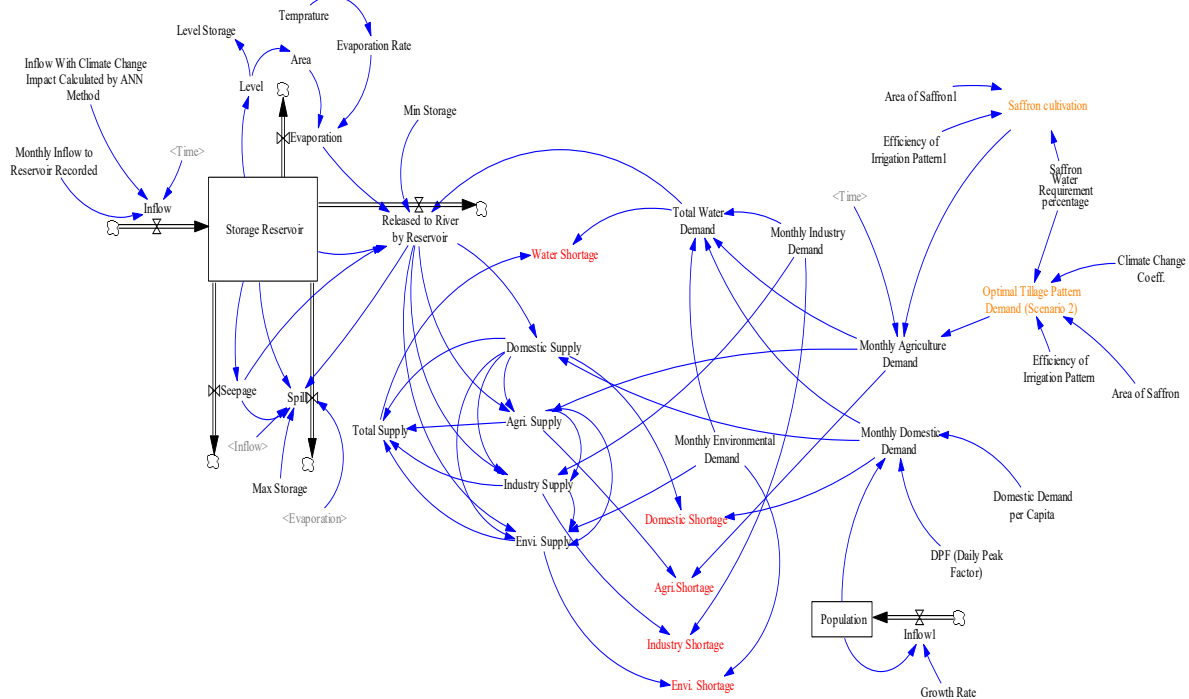 Temprature
Level Storage
Evaporation Rate
Area
Inflow With Climate Change
Impact Calculated by ANN
Method
Level
Min Storage
Evaporation
Monthly Inflow to
Reservoir Recorded
<Time>
Inflow
Storage Reservoir
Released to River
by Reservoir
Area of Saffron1
Saffron cultivation
Efficiency of
Irrigation Pattern1
Saffron
Water
Requirement
percentage
<Time>
Total Water
Demand
Monthly Industry
Demand
Water Shortage
Climate Change
Coeff.
Optimal Tillage Pattern
Demand (Scenario 2)
Domestic Supply
Monthly Agriculture
Demand
Efficiency of
Irrigation Pattern
Area of Saffron
Seepage
Spill
<Inflow>
Total Supply
Agri. Supply
Monthly Environmental
Demand
Monthly Domestic
Demand
Max Storage
Industry Supply
<Evaporation>
Domestic Demand
per Capita
Domestic Shortage
Envi. Supply
DPF (Daily Peak
Factor)
Agri.Shortage
Population
Inflow1
Industry Shortage
Envi. Shortage
Growth Rate